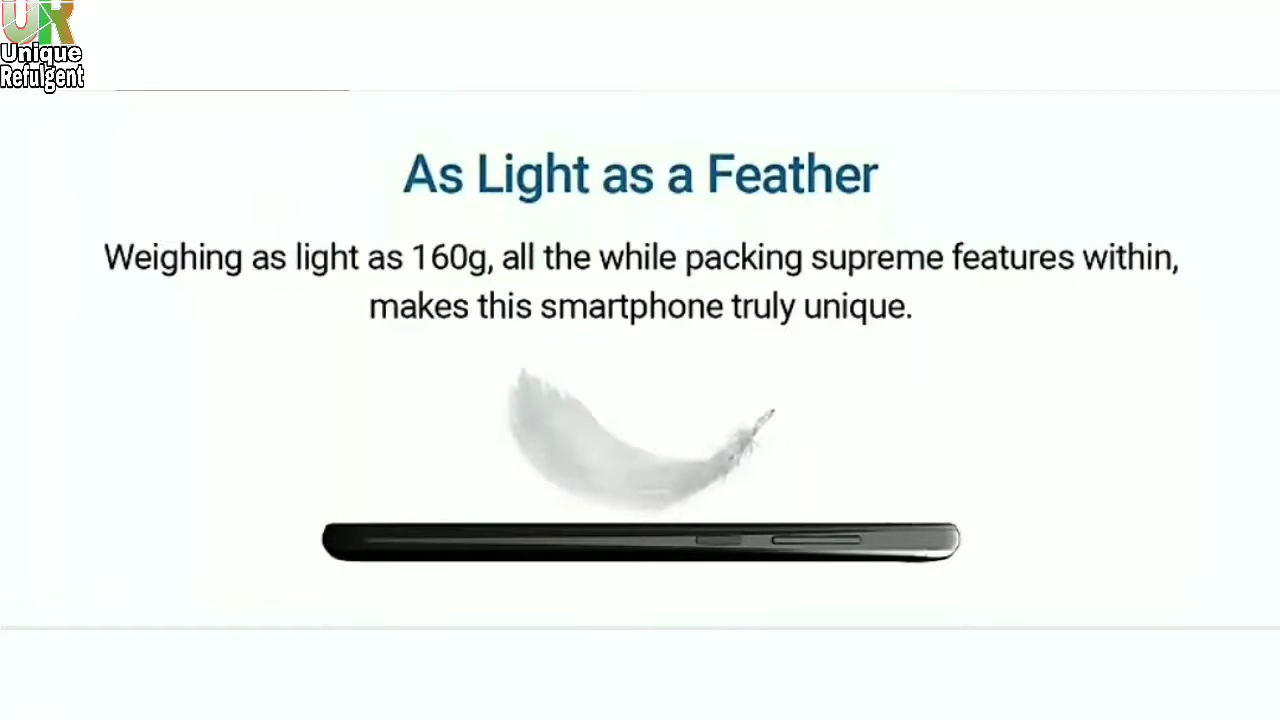 UR
Unique
Refulgent
As Light as a Feather
Weighing as light as 160g, all the while packing supreme features within,
makes this smartphone truly unique.